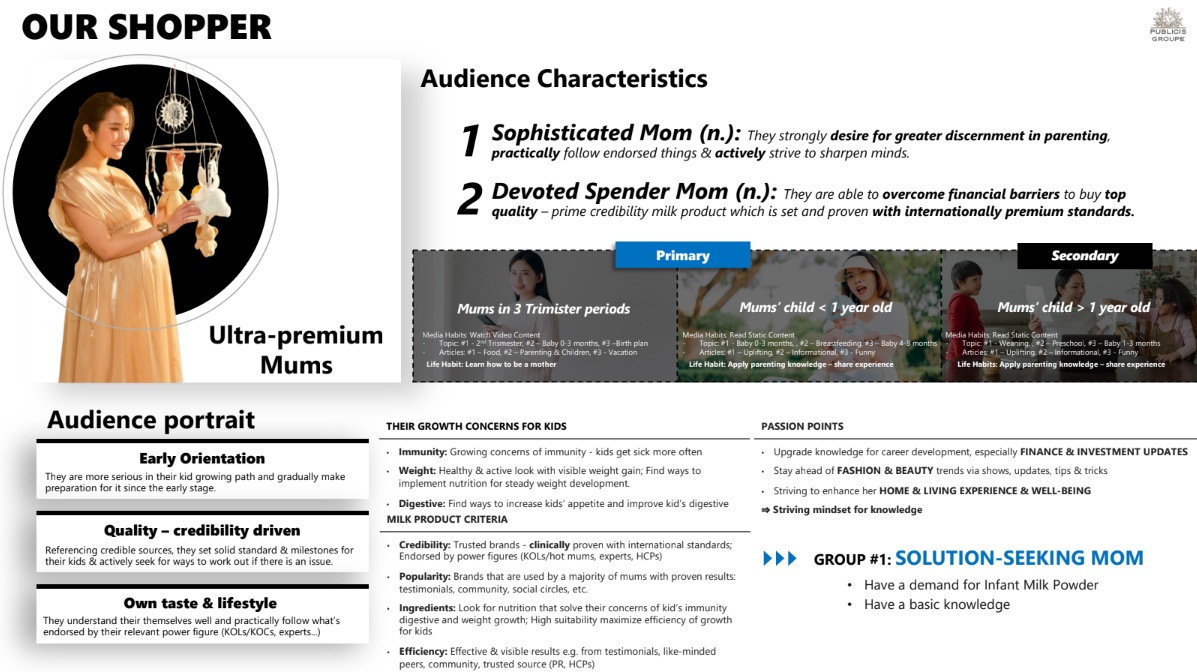 OUR SHOPPER
PUBLICIS
GROUPE
Ultra-premium
Mums
Audience Characteristics
1 Sophisticated Mom (n.): They strongly desire for greater discernment in parenting,
practically follow endorsed things & actively strive to sharpen minds.
2 Devoted Spender Mom (n.): They are able to overcome financial barriers to buy top
quality – prime credibility milk product which is set and proven with internationally premium standards.
Primary
Secondary
Mums in 3 Trimister periods
Media Habits: Watch Video Content
- Topic: #1 - 2nd Trimester, #2 – Baby 0-3 months, #3 –Birth plan
- Articles: #1 – Food, #2 – Parenting & Children, #3 - Vacation
Life Habit: Learn how to be a mother
Mums' child < 1 year old
Media Habits: Read Static Content
- Topic: #1 - Baby 0-3 months, , #2 – Breastfeeding, #3 – Baby 4-8 months
- Articles: #1 – Uplifting, #2 – Informational, #3 - Funny
Life Habit: Apply parenting knowledge – share experience
Mums' child > 1 year old
Media Habits: Read Static Content
- Topic: #1 - Weaning, , #2 – Preschool, #3 – Baby 1-3 months
- Articles: #1 – Uplifting, #2 – Informational, #3 - Funny
Life Habit: Apply parenting knowledge – share experience
Audience portrait
Early Orientation
They are more serious in their kid growing path and gradually make
preparation for it since the early stage.
Quality – credibility driven
Referencing credible sources, they set solid standard & milestones for
their kids & actively seek for ways to work out if there is an issue.
Own taste & lifestyle
They understand their themselves well and practically follow what's
endorsed by their relevant power figure (KOLs/KOCs, experts...)
THEIR GROWTH CONCERNS FOR KIDS
• Immunity: Growing concerns of immunity - kids get sick more often
• Weight: Healthy & active look with visible weight gain; Find ways to
implement nutrition for steady weight development.
• Digestive: Find ways to increase kids' appetite and improve kid's digestive
MILK PRODUCT CRITERIA
• Credibility: Trusted brands - clinically proven with international standards;
Endorsed by power figures (KOLs/hot mums, experts, HCPs)
• Popularity: Brands that are used by a majority of mums with proven results:
testimonials, community, social circles, etc.
• Ingredients: Look for nutrition that solve their concerns of kid's immunity
digestive and weight growth; High suitability maximize efficiency of growth
for kids
• Efficiency: Effective & visible results e.g. from testimonials, like-minded
peers, community, trusted source (PR, HCPs)
PASSION POINTS
• Upgrade knowledge for career development, especially FINANCE & INVESTMENT UPDATES
• Stay ahead of FASHION & BEAUTY trends via shows, updates, tips & tricks
• Striving to enhance her HOME & LIVING EXPERIENCE & WELL-BEING
⇒ Striving mindset for knowledge
GROUP #1: SOLUTION-SEEKING MOM
• Have a demand for Infant Milk Powder
• Have a basic knowledge